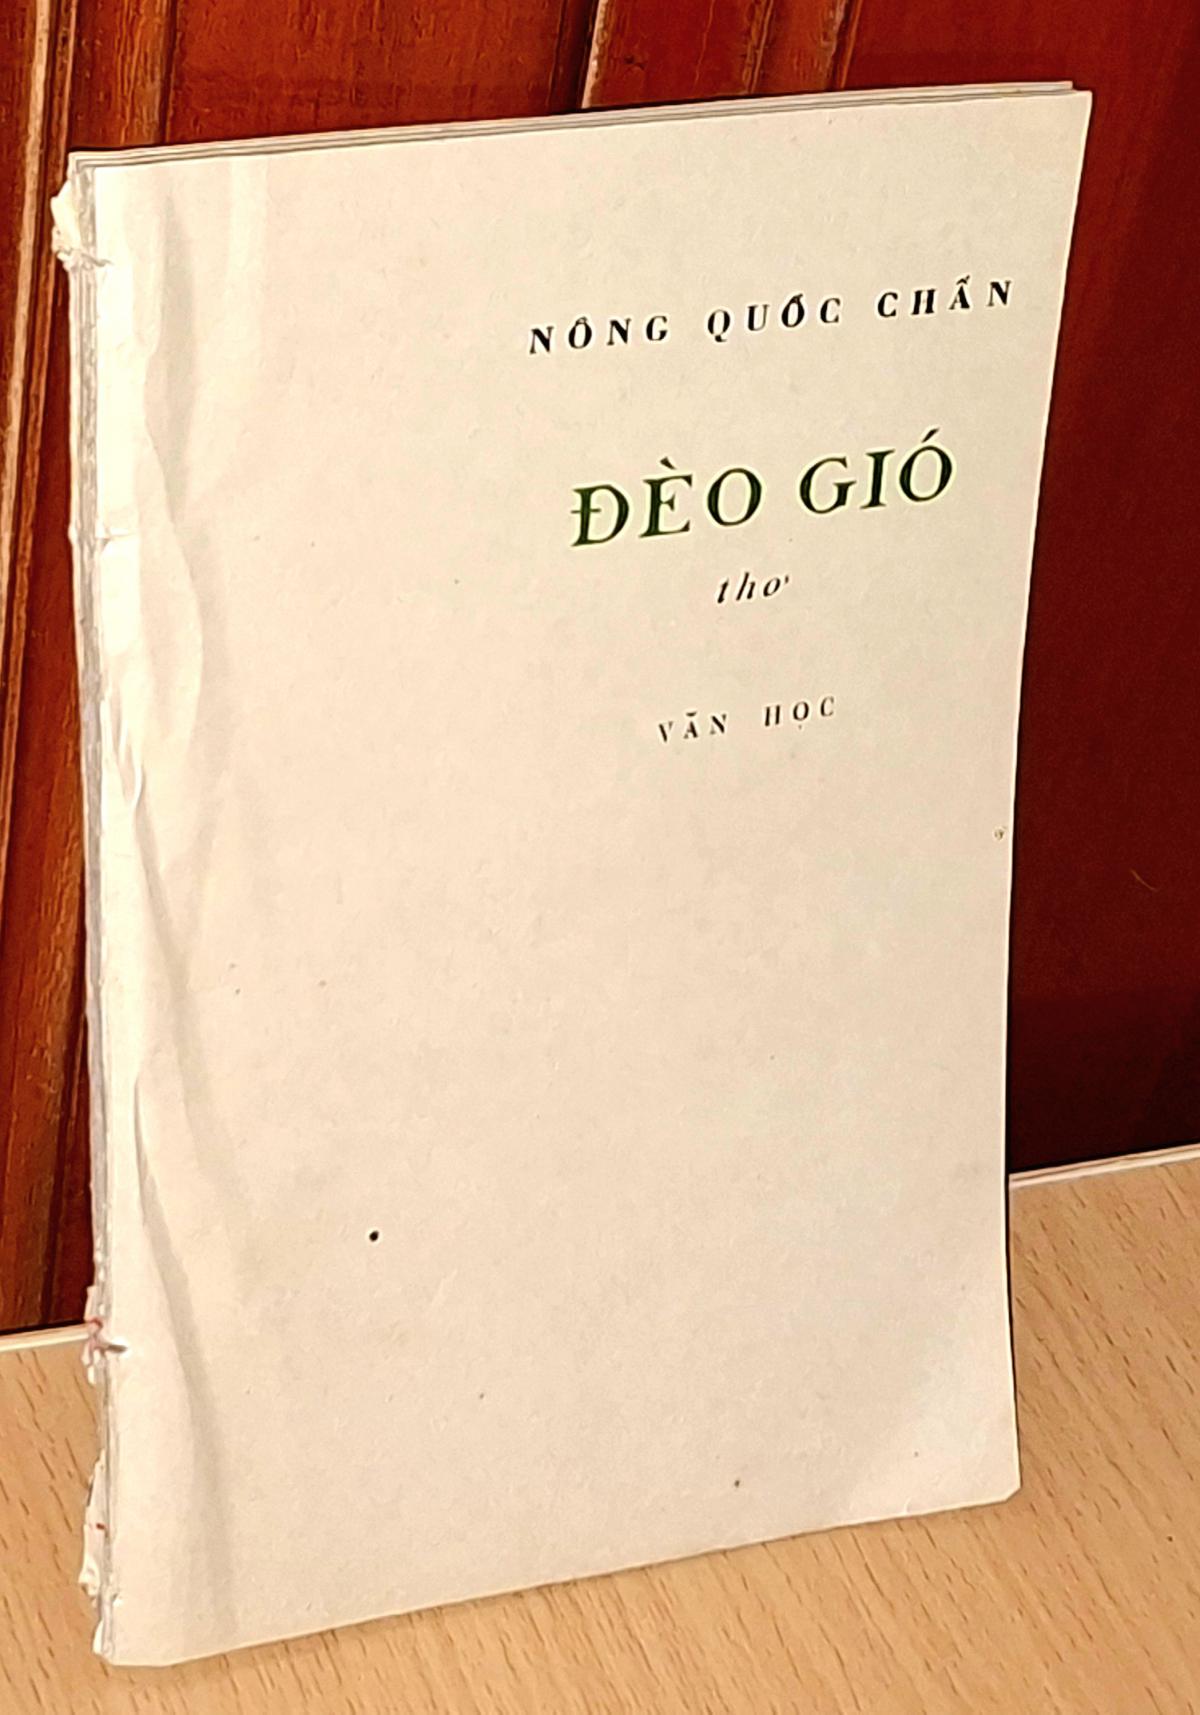 NÔNG QUỐC CHẤN
ĐÈO GIÓ
thơ
VĂN HỌC